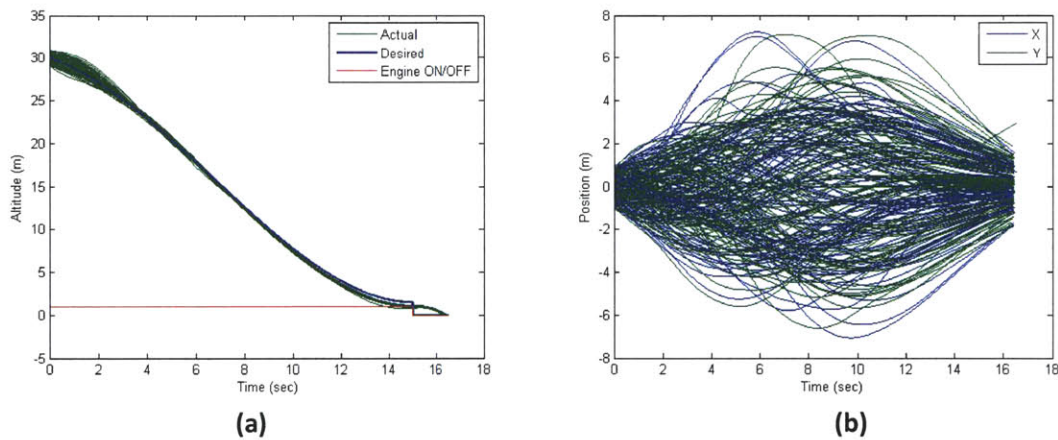 35
30
25
20
15
10
5
0
-5
Altitude (m)
Actual
Desired
Engine ON/OFF
0 2 4 6 8 10 12 14 16 18
Time (sec)
(a)
8
6
4
2
0
-2
-4
-6
-8
Position (m)
X
Y
0 2 4 6 8 10 12 14 16 18
Time (sec)
(b)